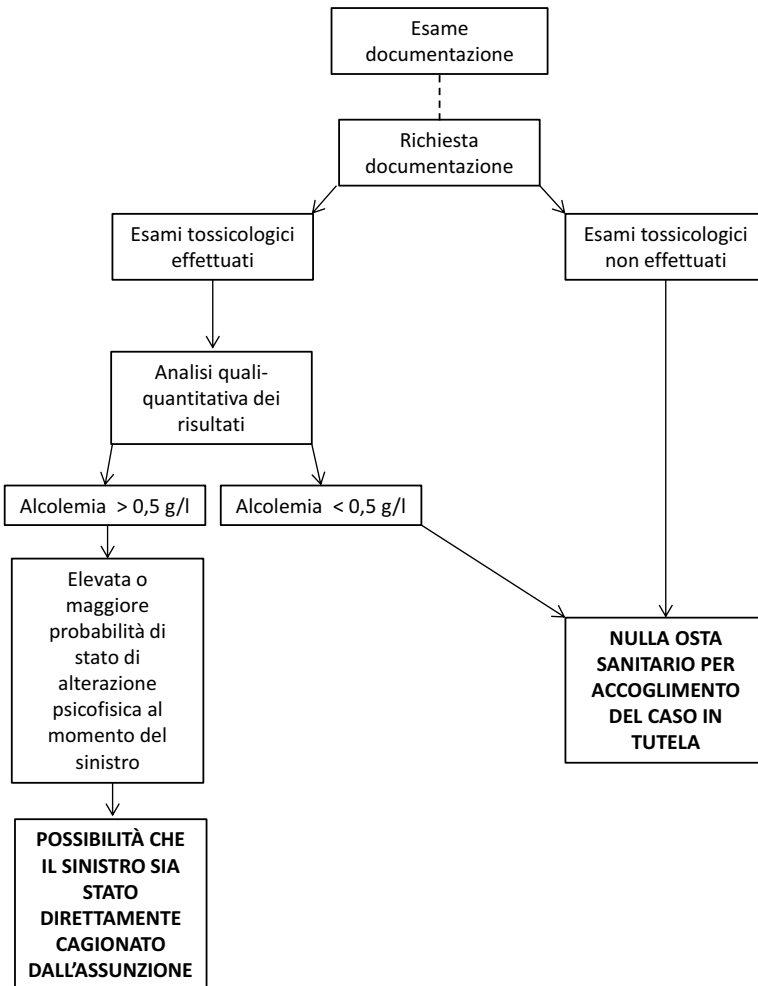 Esame
documentazione
Richiesta
documentazione
Esami tossicologici
effettuati
Esami tossicologici
non effettuati
Analisi quali-
quantitativa dei
risultati
Alcolemia > 0,5 g/l
Alcolemia < 0,5 g/l
Elevata o
maggiore
probabilità di
stato di
alterazione
psicofisica al
momento del
sinistro
NULLA OSTA
SANITARIO PER
ACCOGLIMENTO
DEL CASO IN
TUTELA
POSSIBILITÀ CHE
IL SINISTRO SIA
STATO
DIRETTAMENTE
CAGIONATO
DALL'ASSUNZIONE